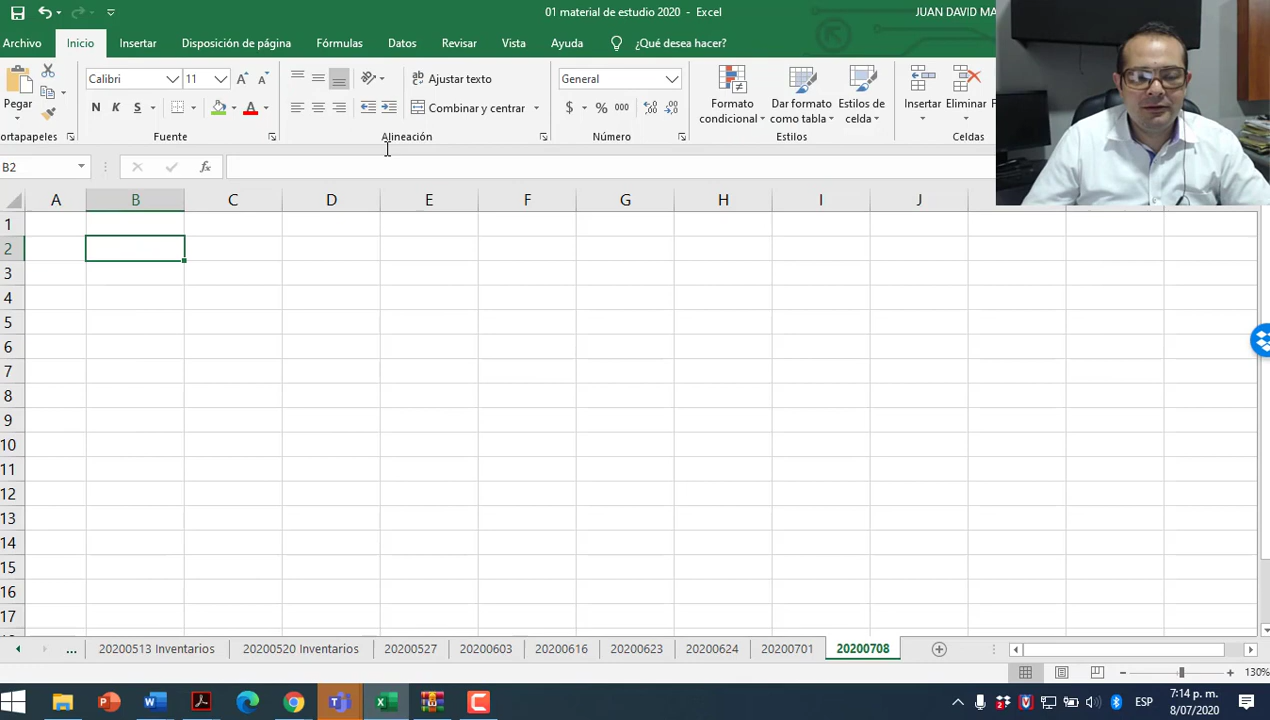 01 material de estudio 2020 - Excel
JUAN DAVID MA
Archivo Inicio Insertar Disposición de página Fórmulas Datos Revisar Vista Ayuda ¿Qué desea hacer?
Calibri 11
Ajustar texto
General
Pegar
N K S
Combinar y centrar
$ % 000
Formato condicional
Dar formato como tabla
Estilos de celda
Insertar
Eliminar
ortapapeles Fuente Alineación Número Estilos Celdas
B2
fx
A B C D E F G H I J
1
2
3
4
5
6
7
8
9
10
11
12
13
14
15
16
17
... 20200513 Inventarios 20200520 Inventarios 20200527 20200603 20200616 20200623 20200624 20200701 20200708
130%
ESP
7:14 p. m.
8/07/2020